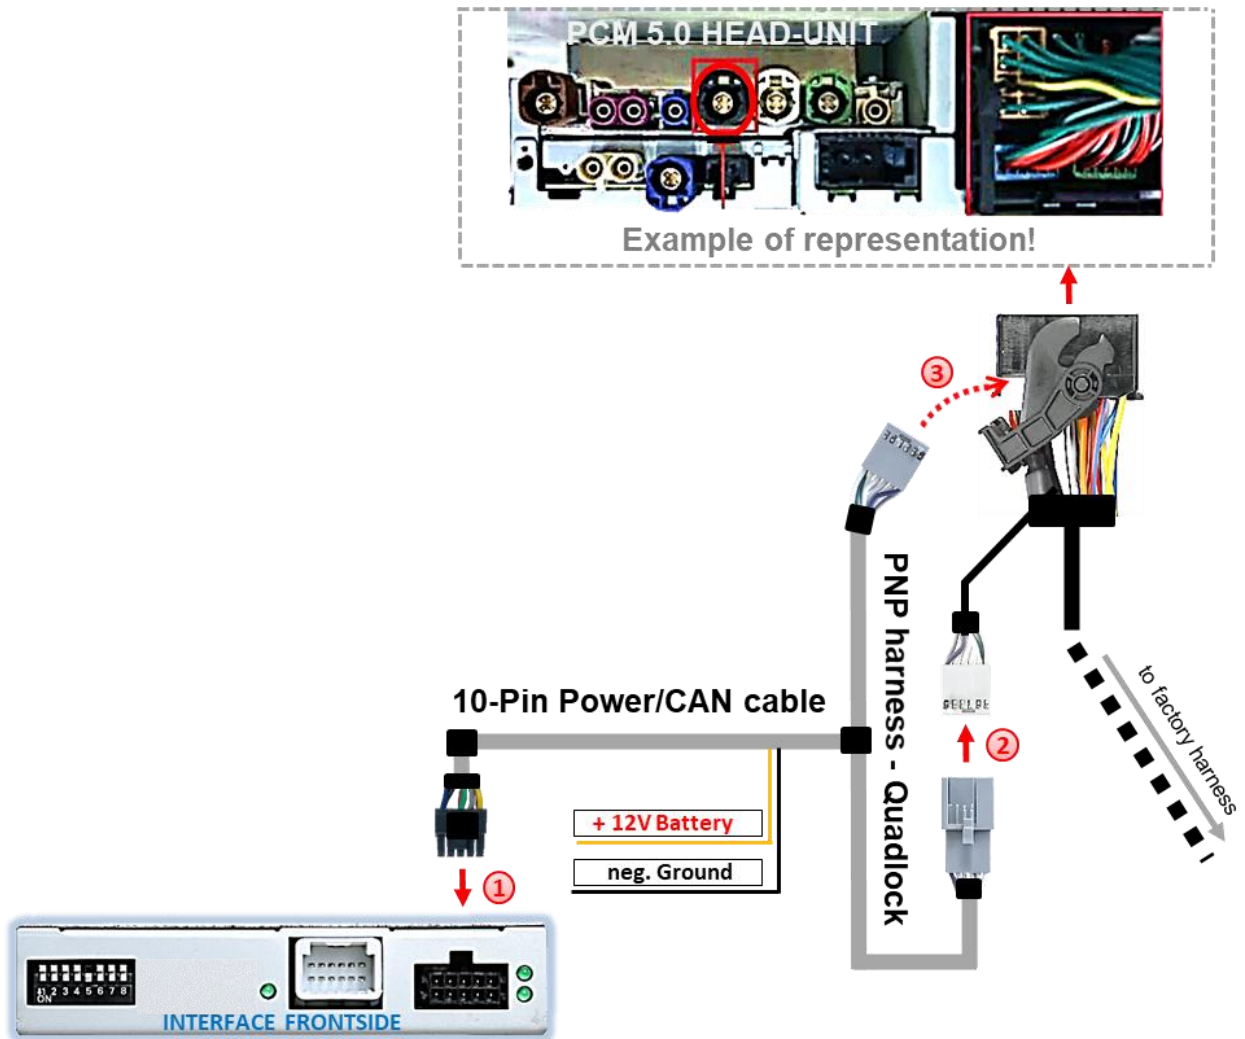 PCM 5.0 HEAD-UNIT
Example of representation!
3
PNP harness - Quadlock
10-Pin Power/CAN cable
to factory harness
2
+ 12V Battery
neg. Ground
1
1 2 3 4 5 6 7 8
ON
INTERFACE FRONTSIDE